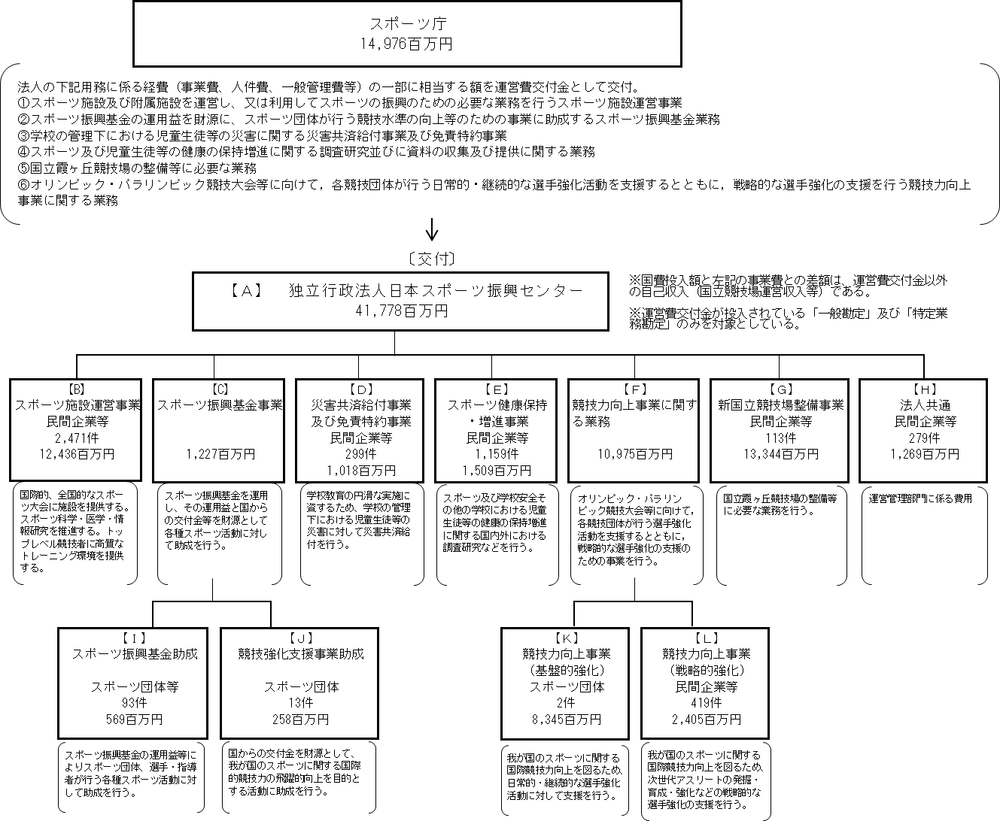 スポーツ庁
14,976百万円
法人の下記用務に係る経費（事業費、人件費、一般管理費等）の一部に相当する額を運営費交付金として交付。
①スポーツ施設及び附属施設を運営し、又は利用してスポーツの振興のための必要な業務を行うスポーツ施設運営事業
②スポーツ振興基金の運用益を財源に、スポーツ団体が行う競技水準の向上等のための事業に助成するスポーツ振興基金業務
③学校の管理下における児童生徒等の災害に関する災害共済給付事業及び免責特約事業
④スポーツ及び児童生徒等の健康の保持増進に関する調査研究並びに資料の収集及び提供に関する業務
⑤国立霞ヶ丘競技場の整備等に必要な業務
⑥オリンピック・パラリンピック競技大会等に向けて，各競技団体が行う日常的・継続的な選手強化活動を支援するとともに，戦略的な選手強化の支援を行う競技力向上
事業に関する業務
〔交付〕
【Ａ】　独立行政法人日本スポーツ振興センター
41,778百万円
※国費投入額と左記の事業費との差額は、運営費交付金以外
の自己収入（国立競技場運営収入等）である。
※運営費交付金が投入されている「一般勘定」及び「特定業
務勘定」のみを対象としている。
【B】
スポーツ施設運営事業
民間企業等
2,471件
12,436百万円
国際的、全国的なスポー
ツ大会に施設を提供する。
スポーツ科学・医学・情
報研究を推進する。トッ
プレベル競技者に高質な
トレーニング環境を提供
する。
【C】
スポーツ振興基金事業
1,227百万円
スポーツ振興基金を運用
し、その運用益と国から
の交付金等を財源として
各種スポーツ活動に対し
て助成を行う。
【Ｄ】
災害共済給付事業
及び免責特約事業
民間企業等
299件
1,018百万円
学校教育の円滑な実施に
資するため、学校の管理
下における児童生徒等の
災害に対して災害共済給
付を行う。
【Ｅ】
スポーツ健康保持
・増進事業
民間企業等
1,159件
1,509百万円
スポーツ及び学校安全そ
の他の学校における児童
生徒等の健康の保持増進
に関する国内外における
調査研究などを行う。
【Ｆ】
競技力向上事業に関す
る業務
10,975百万円
オリンピック・パラリン
ピック競技大会等に向けて，
各競技団体が行う選手強化
活動を支援するとともに，
戦略的な選手強化の支援の
ための事業を行う。
【Ｇ】
新国立競技場整備事業
民間企業等
113件
13,344百万円
国立霞ヶ丘競技場の整備等
に必要な業務を行う。
【Ｈ】
法人共通
民間企業等
279件
1,269百万円
運営管理部門に係る費用
【Ｉ】
スポーツ振興基金助成
スポーツ団体等
93件
569百万円
スポーツ振興基金の運用益等に
よりスポーツ団体、選手・指導
者が行う各種スポーツ活動に対
して助成を行う。
【Ｊ】
競技強化支援事業助成
スポーツ団体
13件
258百万円
国からの交付金を財源として、
我が国のスポーツに関する国際
的競技力の飛躍的向上を目的と
する活動に助成を行う。
【Ｋ】
競技力向上事業
（基盤的強化）
スポーツ団体
2件
8,345百万円
我が国のスポーツに関する
国際競技力向上を図るため、
日常的・継続的な選手強化
活動に対して支援を行う。
【Ｌ】
競技力向上事業
（戦略的強化）
民間企業等
419件
2,405百万円
我が国のスポーツに関する
国際競技力向上を図るため、
次世代アスリートの発掘・
育成・強化などの戦略的な
選手強化の支援を行う。